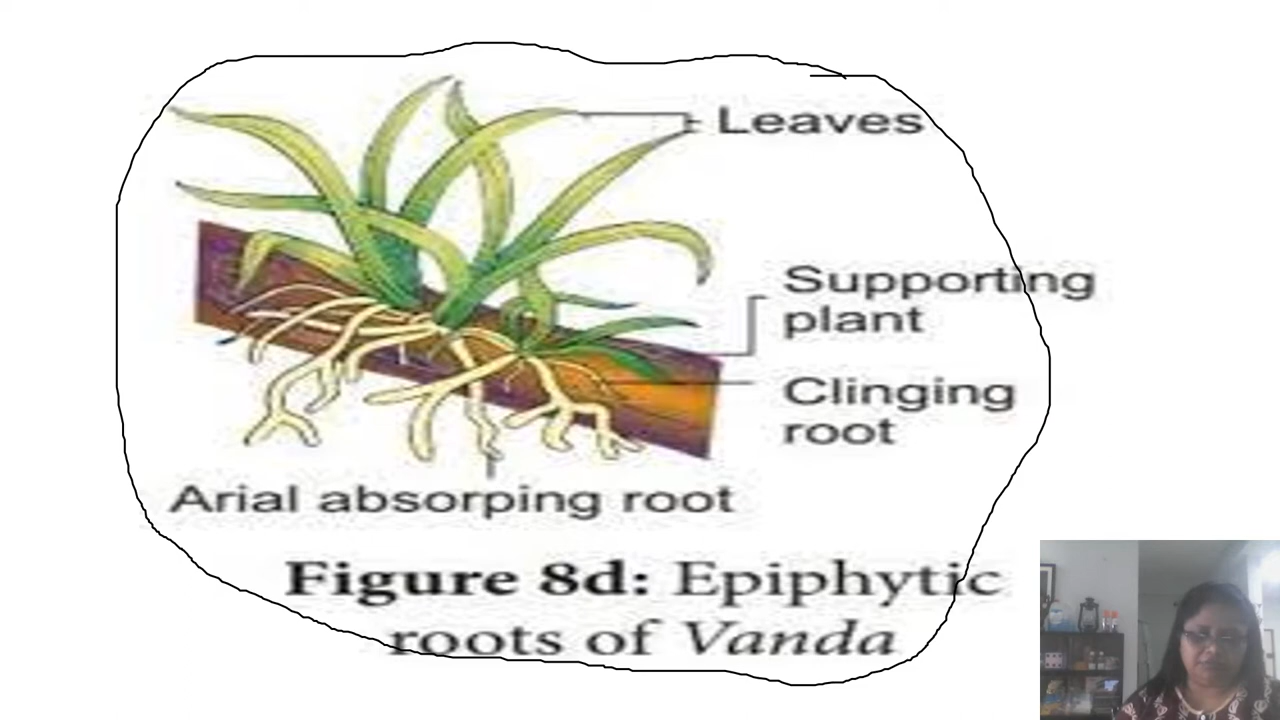 Leaves
Supporting
plant
Clinging
root
Arial absorping root
Figure 8d: Epiphytic
roots of Vanda